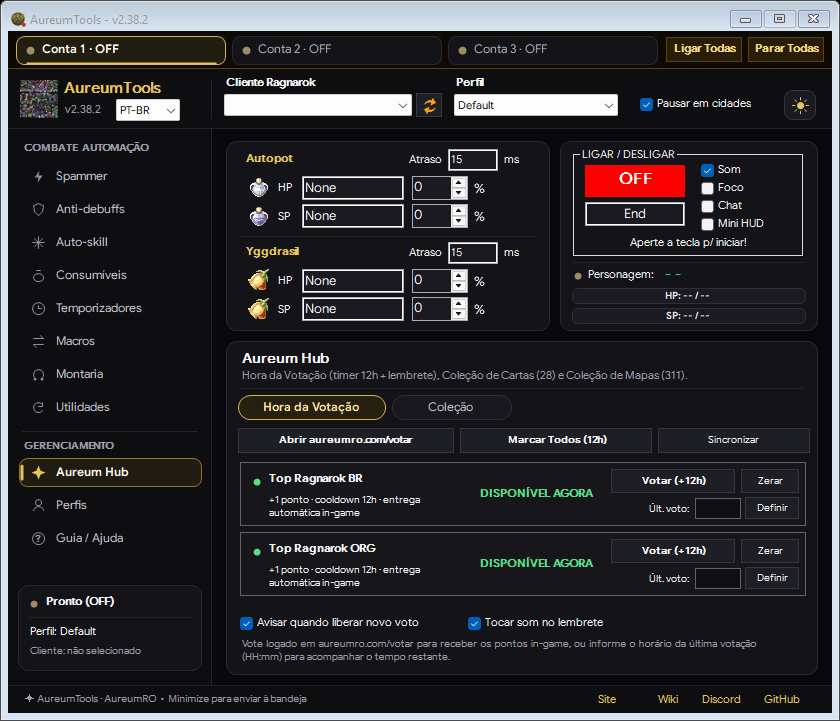 AureumTools - v2.38.2
Conta 1 · OFF
Conta 2 · OFF
Conta 3 · OFF
Ligar Todas
Parar Todas
AureumTools
v2.38.2
PT-BR
Cliente Ragnarok
Perfil
Default
Pausar em cidades
COMBATE AUTOMAÇÃO
Spammer
Anti-debuffs
Auto-skill
Consumíveis
Temporizadores
Macros
Montaria
Utilidades
GERENCIAMENTO
Aureum Hub
Perfis
Guia / Ajuda
Pronto (OFF)
Perfil: Default
Cliente: não selecionado
Autopot
Atraso 15 ms
HP None 0 %
SP None 0 %
Yggdrasil
Atraso 15 ms
HP None 0 %
SP None 0 %
LIGAR / DESLIGAR
OFF
End
Som
Foco
Chat
Mini HUD
Aperte a tecla p/ iniciar!
Personagem: - -
HP: -- / --
SP: -- / --
Aureum Hub
Hora da Votação (timer 12h + lembrete), Coleção de Cartas (28) e Coleção de Mapas (311).
Hora da Votação
Coleção
Abrir aureumro.com/votar
Marcar Todos (12h)
Sincronizar
Top Ragnarok BR
+1 ponto · cooldown 12h · entrega
automática in-game
DISPONÍVEL AGORA
Votar (+12h)
Zerar
Últ. voto:
Definir
Top Ragnarok ORG
+1 ponto · cooldown 12h · entrega
automática in-game
DISPONÍVEL AGORA
Votar (+12h)
Zerar
Últ. voto:
Definir
Avisar quando liberar novo voto
Tocar som no lembrete
Vote logado em aureumro.com/votar para receber os pontos in-game, ou informe o horário da última votação
(HH:mm) para acompanhar o tempo restante.
AureumTools · AureumRO • Minimize para enviar à bandeja
Site
Wiki
Discord
GitHub